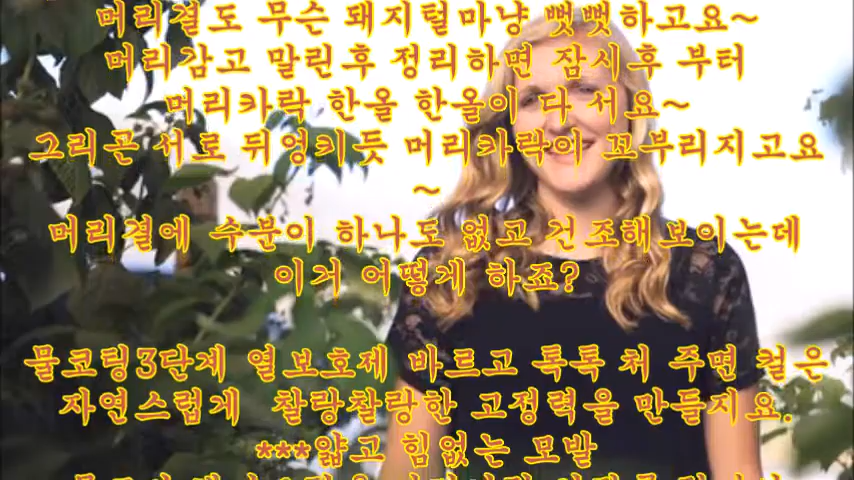 머리결도 무슨 돼지털마냥 뻣뻣하고요~
머리감고 말린후 정리하면 잠시후 부터
머리카락 한올 한올이 다 서요~
그리곤 서로 뒤엉키듯 머리카락이 꼬부리지고요
~
머리결에 수분이 하나도 없고 건조해보이는데
이거 어떻게 하죠?
물코팅3단계 열보호제 바르고 톡톡 쳐 주면 컬은
자연스럽게 찰랑찰랑한 고정력을 만들지요.
***얇고 힘없는 모발